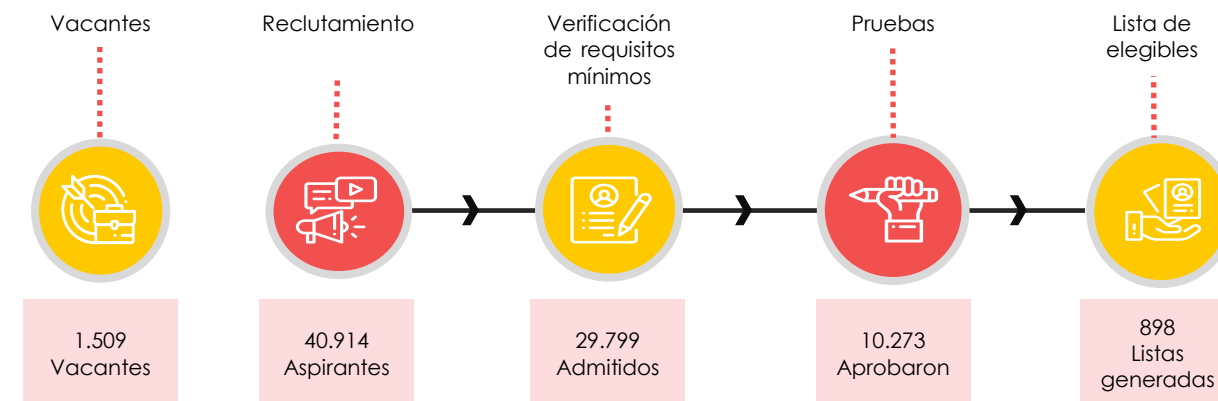 Vacantes
Reclutamiento
Verificación
de requisitos
mínimos
Pruebas
Lista de
elegibles
1.509
Vacantes
40.914
Aspirantes
29.799
Admitidos
10.273
Aprobaron
898
Listas
generadas